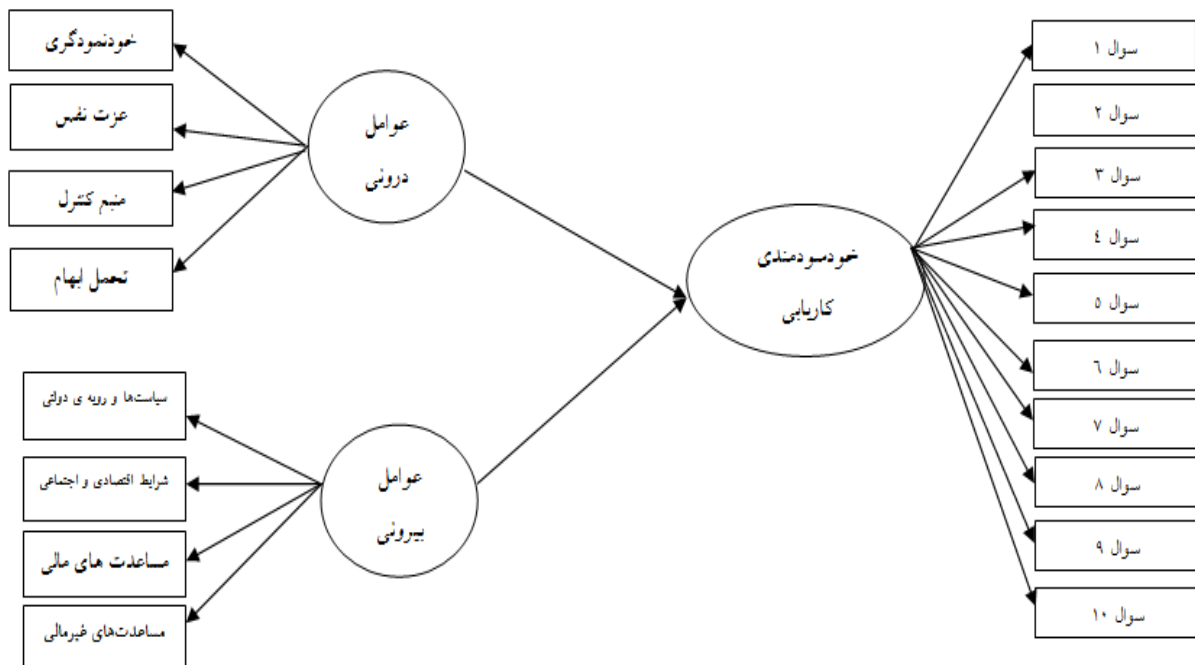 خودنمودگری
عزت نفس
منبع کنترل
تحمل ابهام
عوامل
درونی
سیاست‌ها و رویه ی دولتی
شرایط اقتصادی و اجتماعی
مساعدت های مالی
مساعدت‌های غیرمالی
عوامل
بیرونی
خودسودمندی
کاریابی
سوال ۱
سوال ۲
سوال ۳
سوال ٤
سوال ٥
سوال ٦
سوال ۷
سوال ۸
سوال ۹
سوال ۱۰